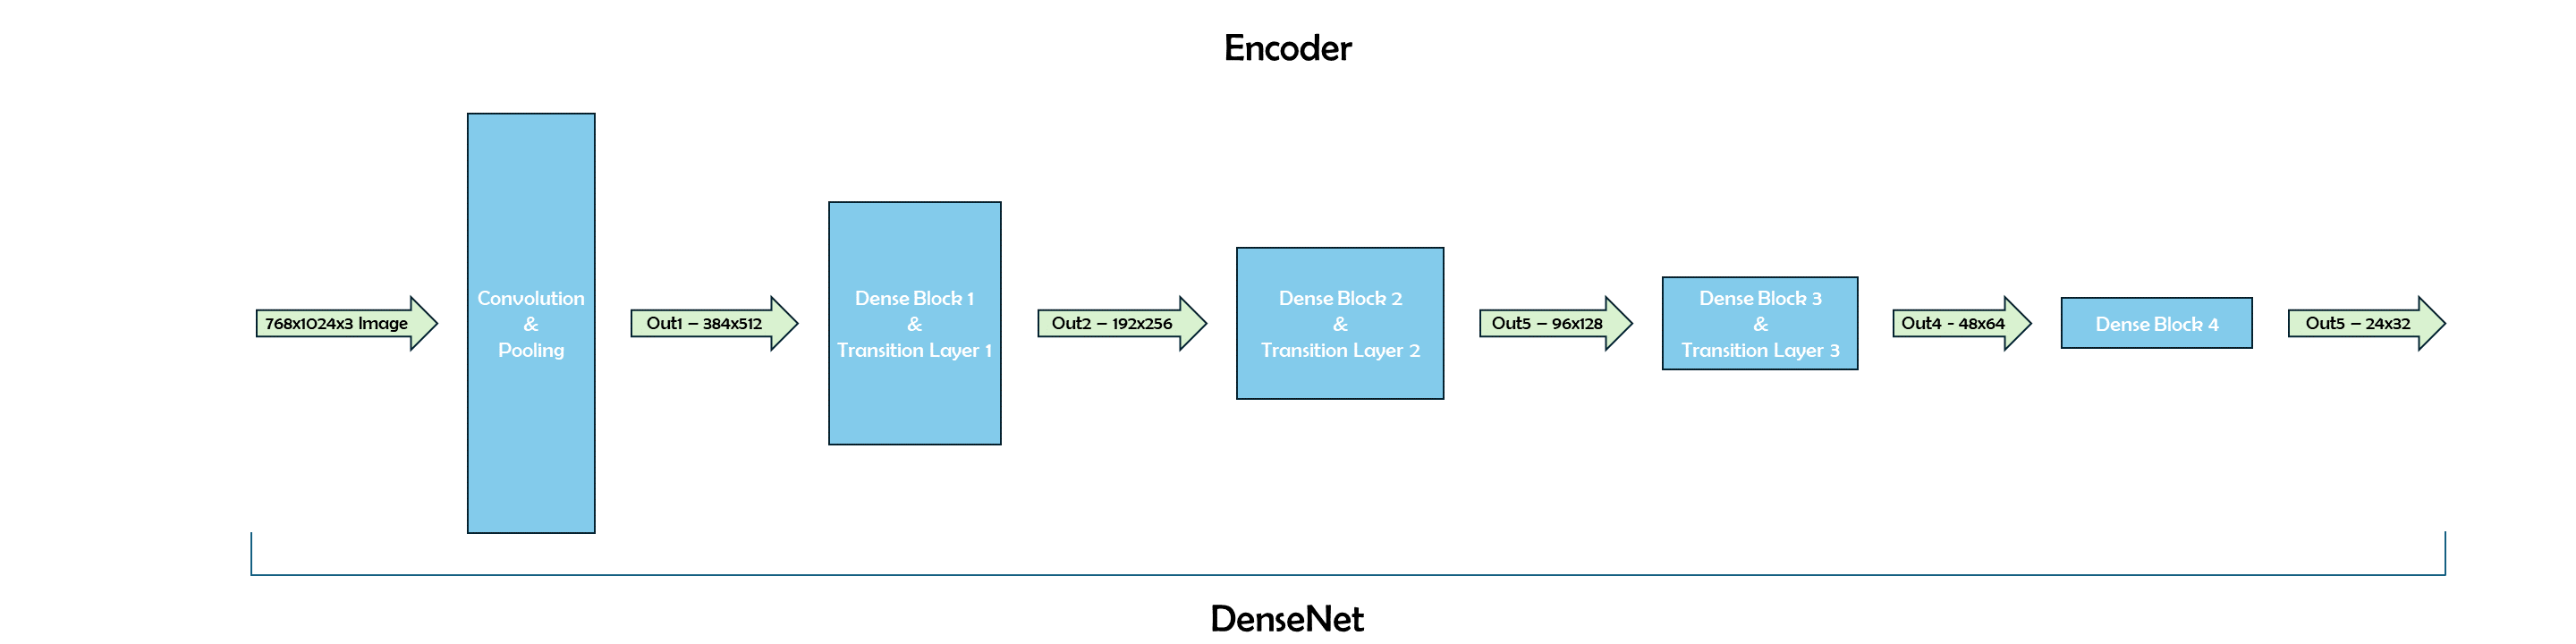 Encoder
768x1024x3 Image
Convolution
&
Pooling
Out1 – 384x512
Dense Block 1
&
Transition Layer 1
Out2 – 192x256
Dense Block 2
&
Transition Layer 2
Out5 – 96x128
Dense Block 3
&
Transition Layer 3
Out4 - 48x64
Dense Block 4
Out5 – 24x32
DenseNet